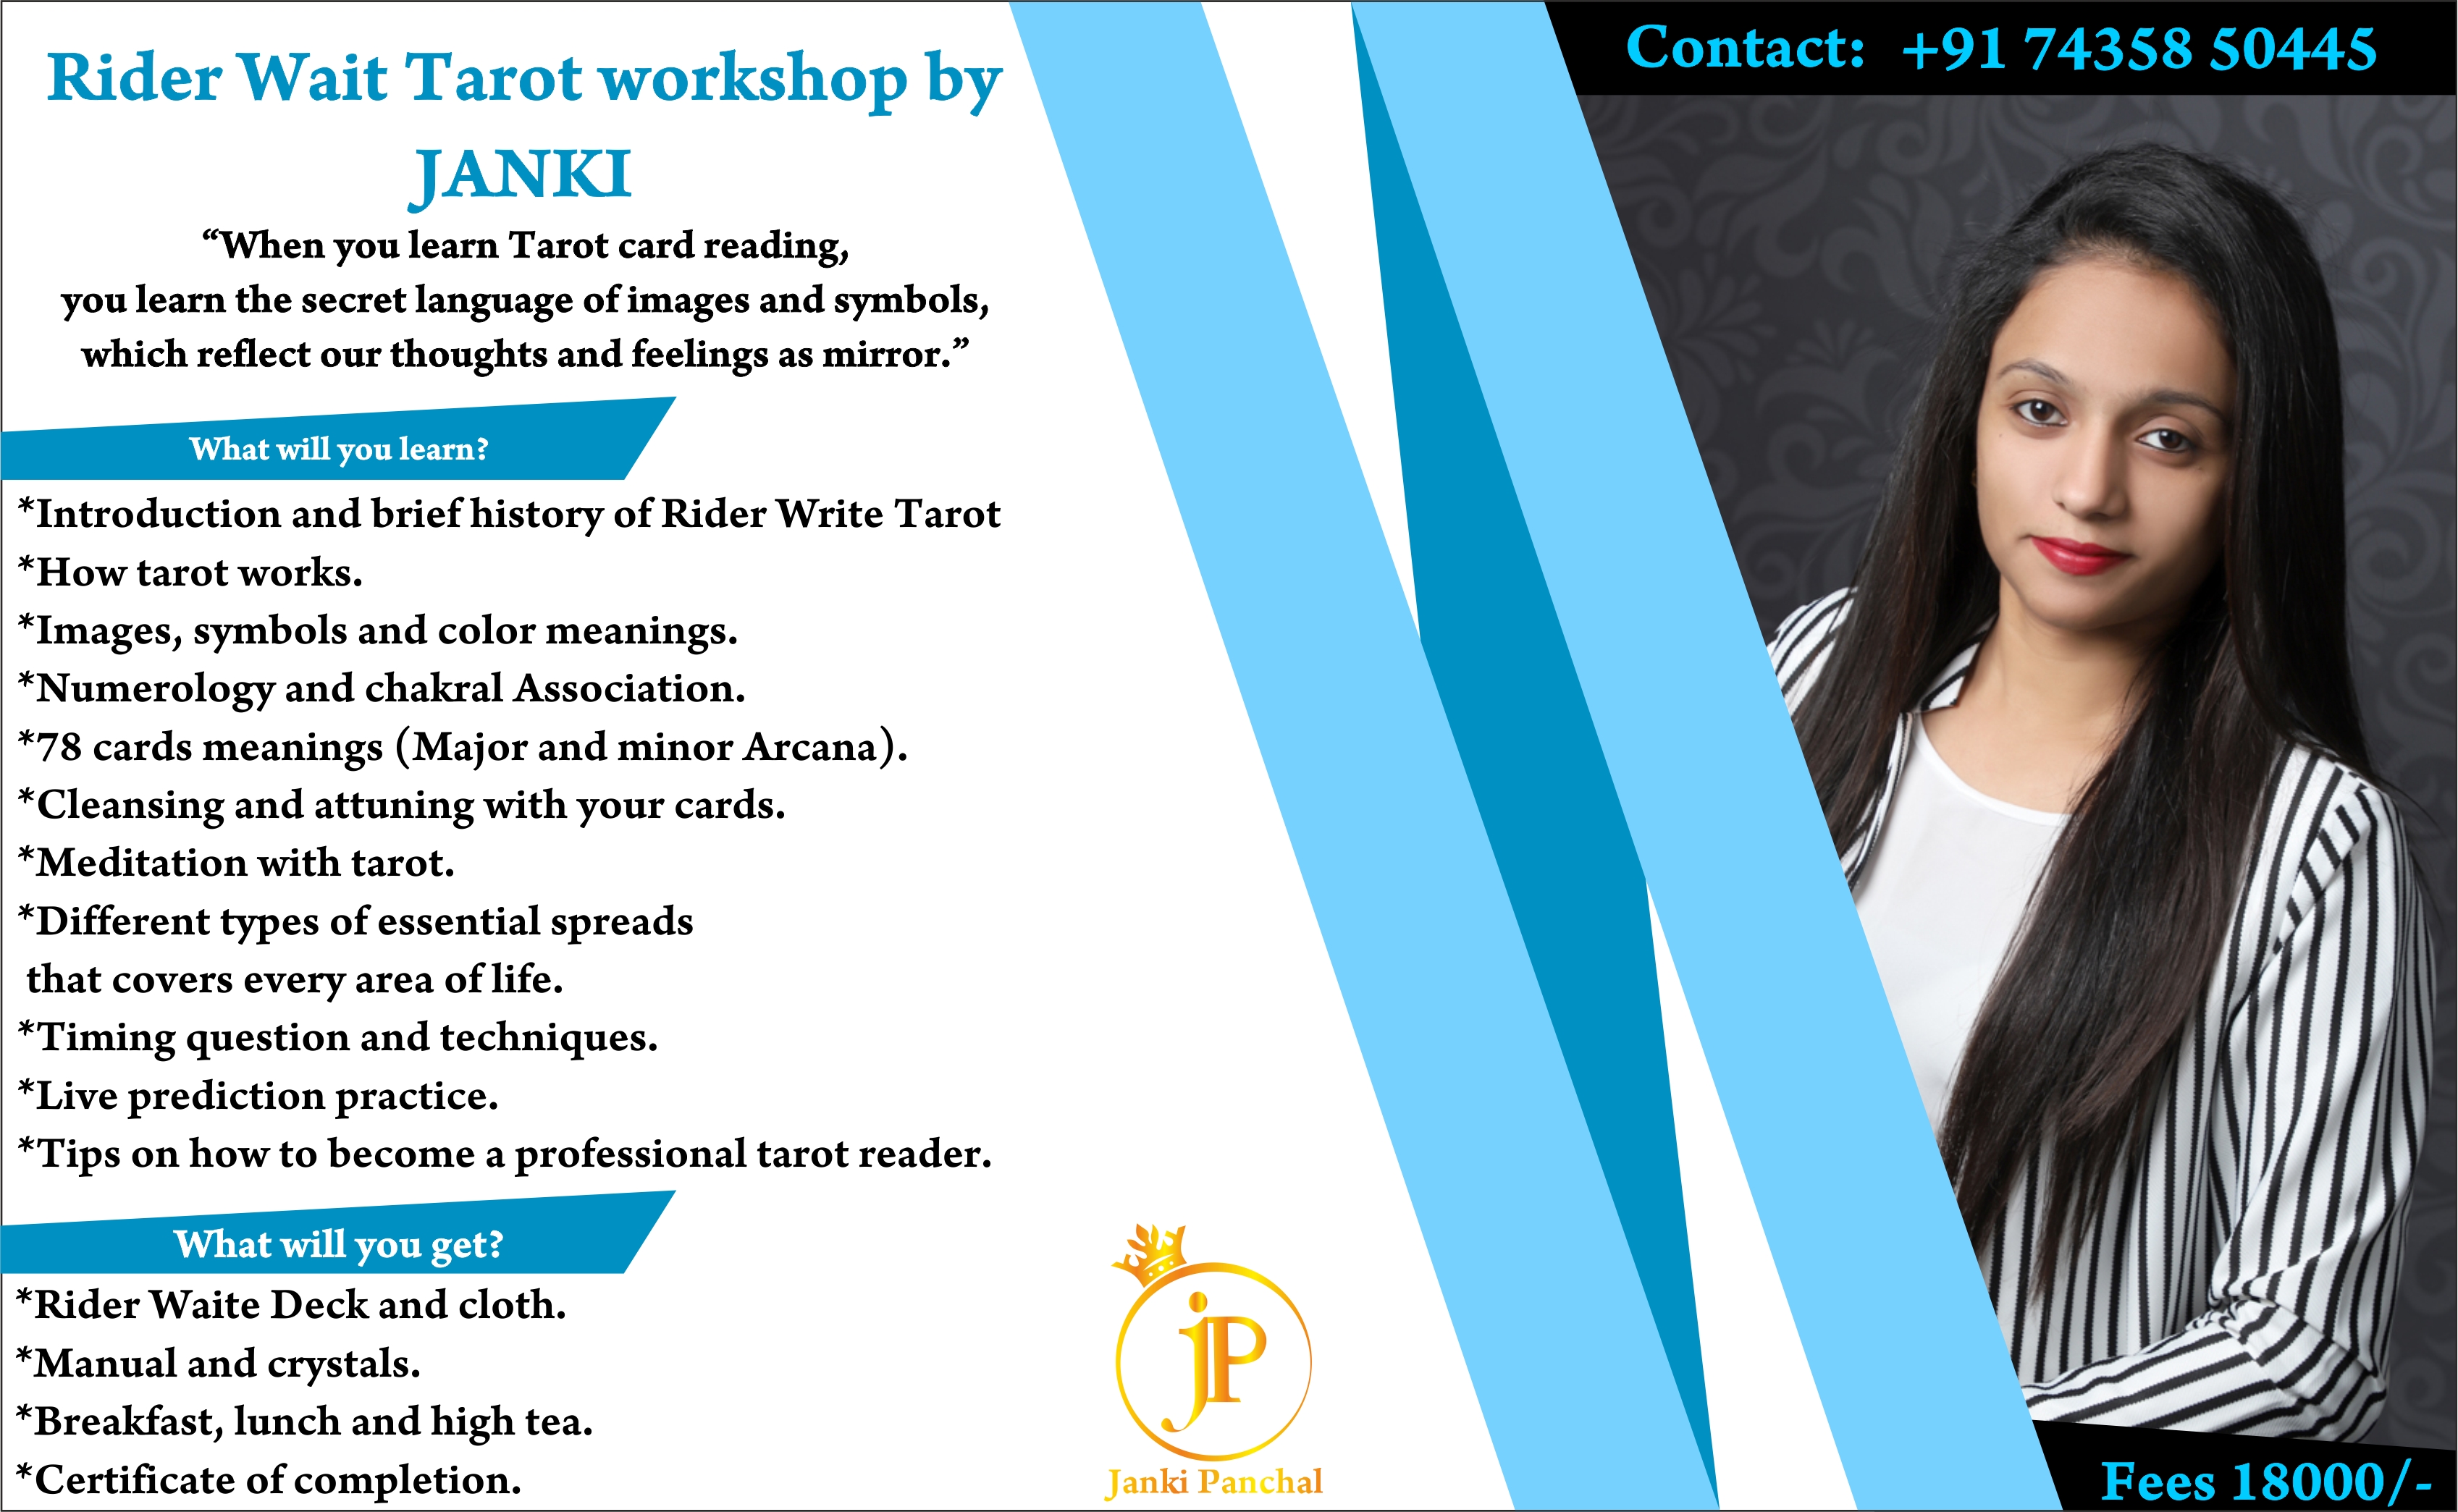 Rider Wait Tarot workshop by
JANKI
“When you learn Tarot card reading,
you learn the secret language of images and symbols,
which reflect our thoughts and feelings as mirror.”
What will you learn?
*Introduction and brief history of Rider Write Tarot
*How tarot works.
*Images, symbols and color meanings.
*Numerology and chakral Association.
*78 cards meanings (Major and minor Arcana).
*Cleansing and attuning with your cards.
*Meditation with tarot.
*Different types of essential spreads
that covers every area of life.
*Timing question and techniques.
*Live prediction practice.
*Tips on how to become a professional tarot reader.
What will you get?
*Rider Waite Deck and cloth.
*Manual and crystals.
*Breakfast, lunch and high tea.
*Certificate of completion.
jP
Janki Panchal
Contact: +91 74358 50445
Fees 18000/-